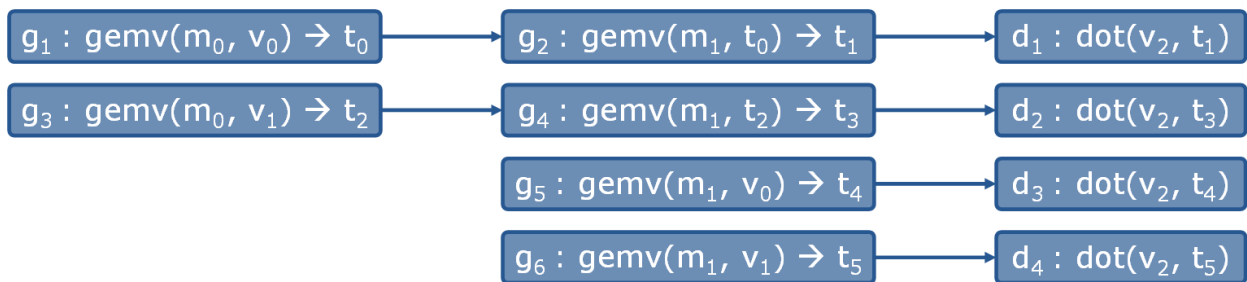 g₁ : gemv(m₀, v₀) → t₀
g₂ : gemv(m₁, t₀) → t₁
d₁ : dot(v₂, t₁)
g₃ : gemv(m₀, v₁) → t₂
g₄ : gemv(m₁, t₂) → t₃
d₂ : dot(v₂, t₃)
g₅ : gemv(m₁, v₀) → t₄
d₃ : dot(v₂, t₄)
g₆ : gemv(m₁, v₁) → t₅
d₄ : dot(v₂, t₅)